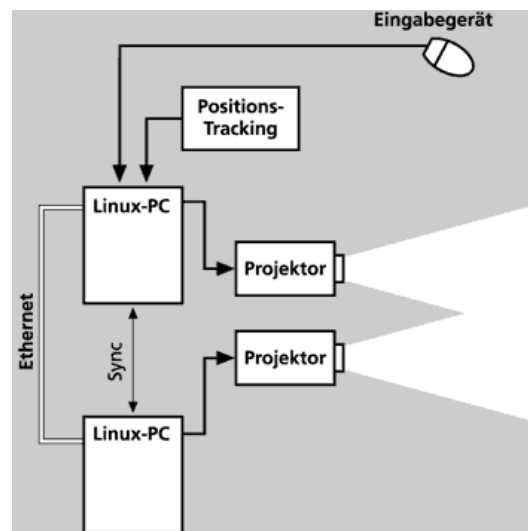 Eingabegerät
Positions-
Tracking
Linux-PC
Projektor
Ethernet
Sync
Projektor
Linux-PC